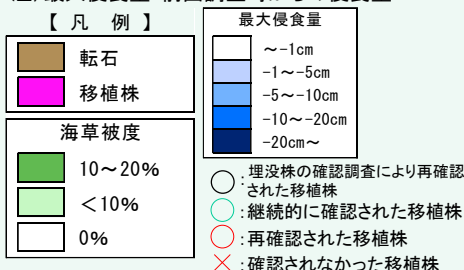 【 凡 例 】
転石
移植株
海草被度
10～20%
＜10%
0%
最大侵食量
～-1cm
-1～-5cm
-5～-10cm
-10～-20cm
-20cm～
：埋没株の確認調査により再確認
された移植株
：継続的に確認された移植株
：再確認された移植株
：確認されなかった移植株